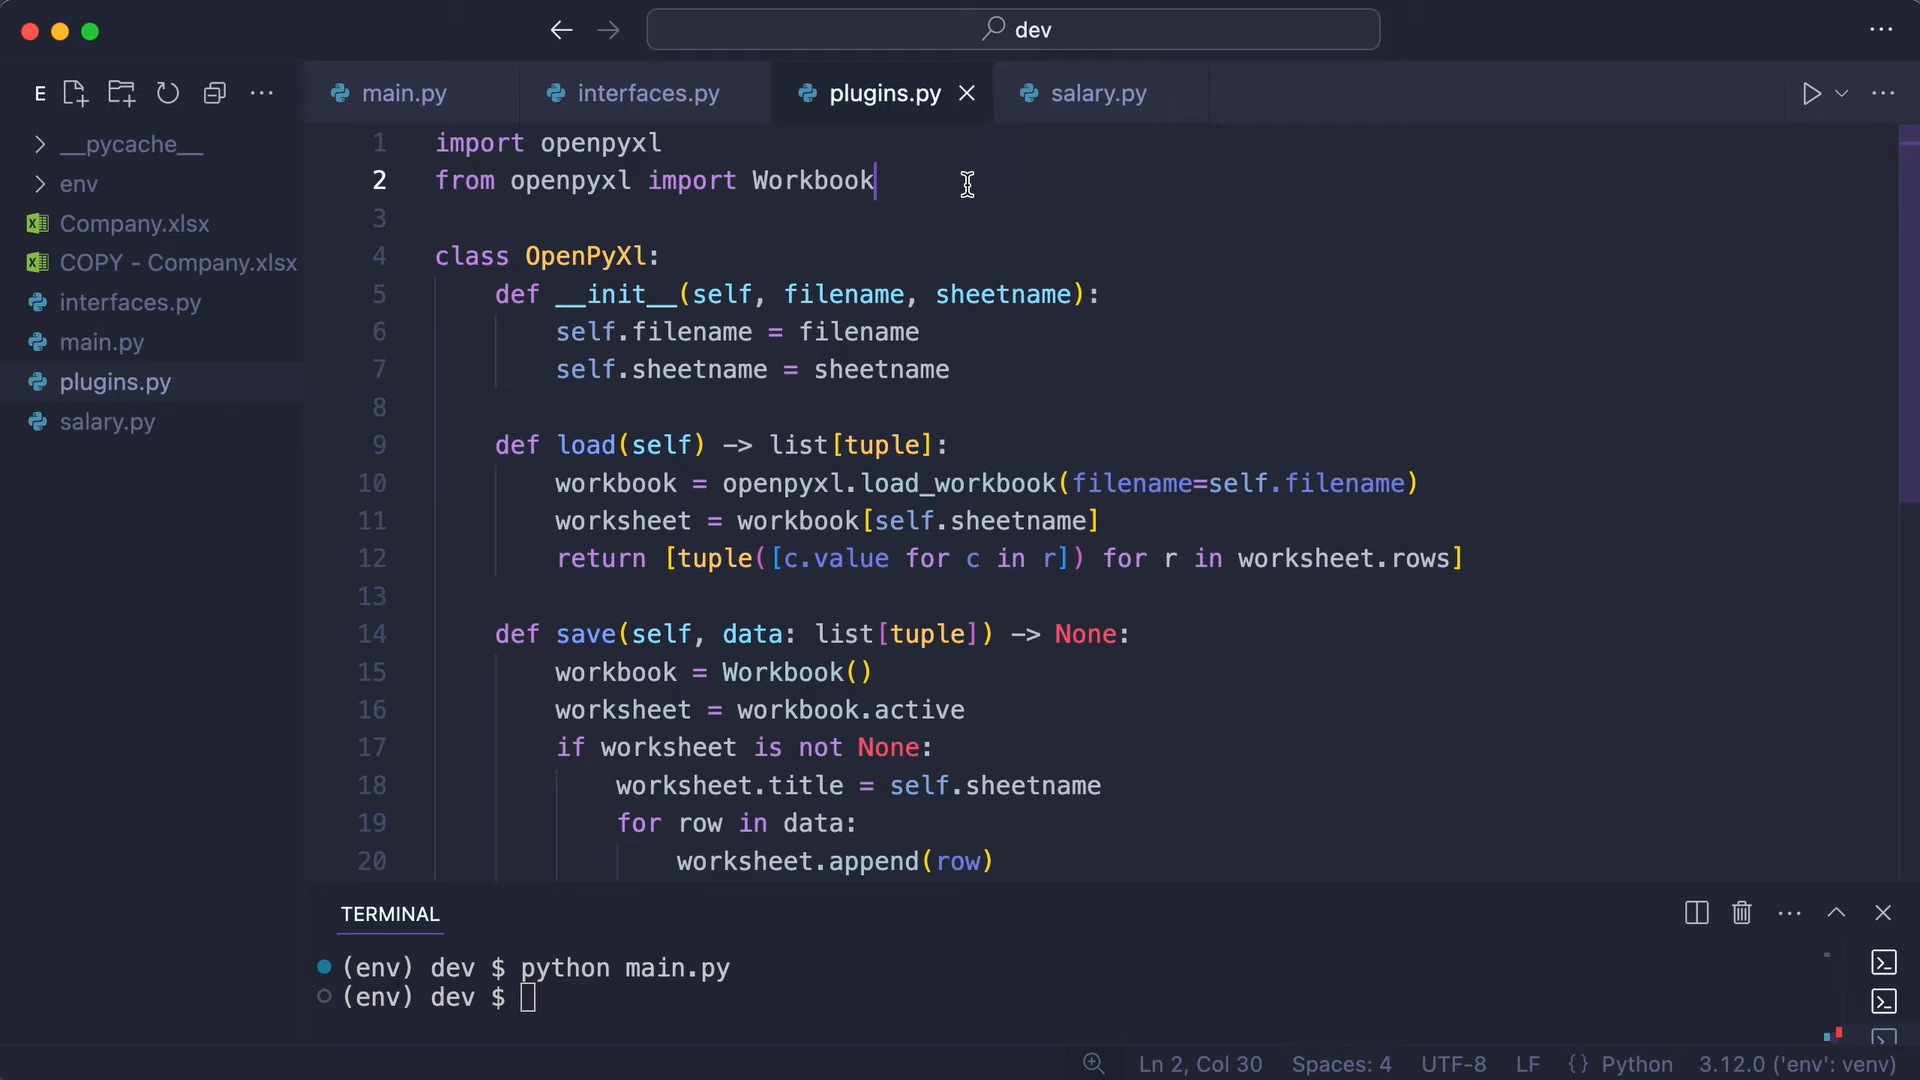 dev
E
main.py
interfaces.py
plugins.py
salary.py
__pycache__
env
Company.xlsx
COPY - Company.xlsx
interfaces.py
main.py
plugins.py
salary.py
1 import openpyxl
2 from openpyxl import Workbook
3
4 class OpenPyXl:
5 def __init__(self, filename, sheetname):
6 self.filename = filename
7 self.sheetname = sheetname
8
9 def load(self) -> list[tuple]:
10 workbook = openpyxl.load_workbook(filename=self.filename)
11 worksheet = workbook[self.sheetname]
12 return [tuple([c.value for c in r]) for r in worksheet.rows]
13
14 def save(self, data: list[tuple]) -> None:
15 workbook = Workbook()
16 worksheet = workbook.active
17 if worksheet is not None:
18 worksheet.title = self.sheetname
19 for row in data:
20 worksheet.append(row)
TERMINAL
(env) dev $ python main.py
(env) dev $
Ln 2, Col 30 Spaces: 4 UTF-8 LF {} Python 3.12.0 ('env': venv)